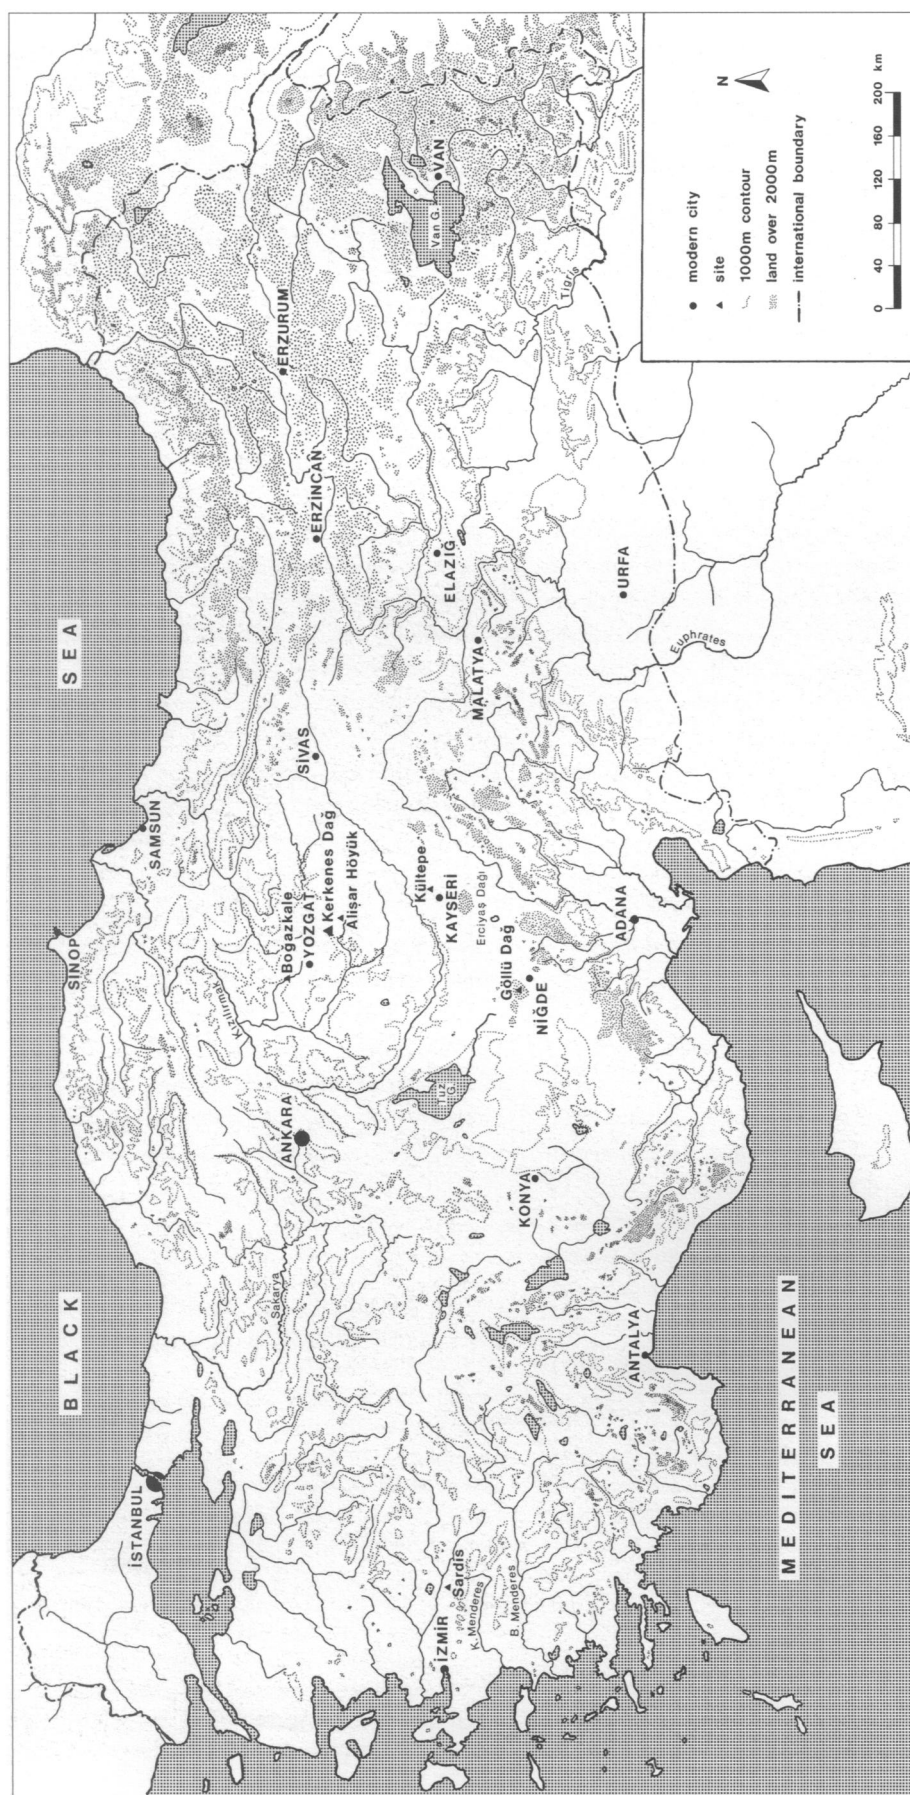 BLACK
SEA
İSTANBUL
SINOP
SAMSUN
Sakarya
ANKARA
Kızılırmak
Boğazkale
YOZGAT
Kerkenes Dağ
Alişar Höyük
SİVAS
ERZİNCAN
ERZURUM
İZMİR
Sardis
K. Menderes
B. Menderes
Tuz
G.
Kültepe
KAYSERİ
Erciyaş Dağı
Göllü Dağ
NİĞDE
KONYA
MALATYA
ELAZIĞ
Van G.
VAN
Tigris
ANTALYA
ADANA
URFA
Euphrates
MEDITERRANEAN
SEA
N
modern city
site
1000m contour
land over 2000m
international boundary
0 40 80 120 160 200 km